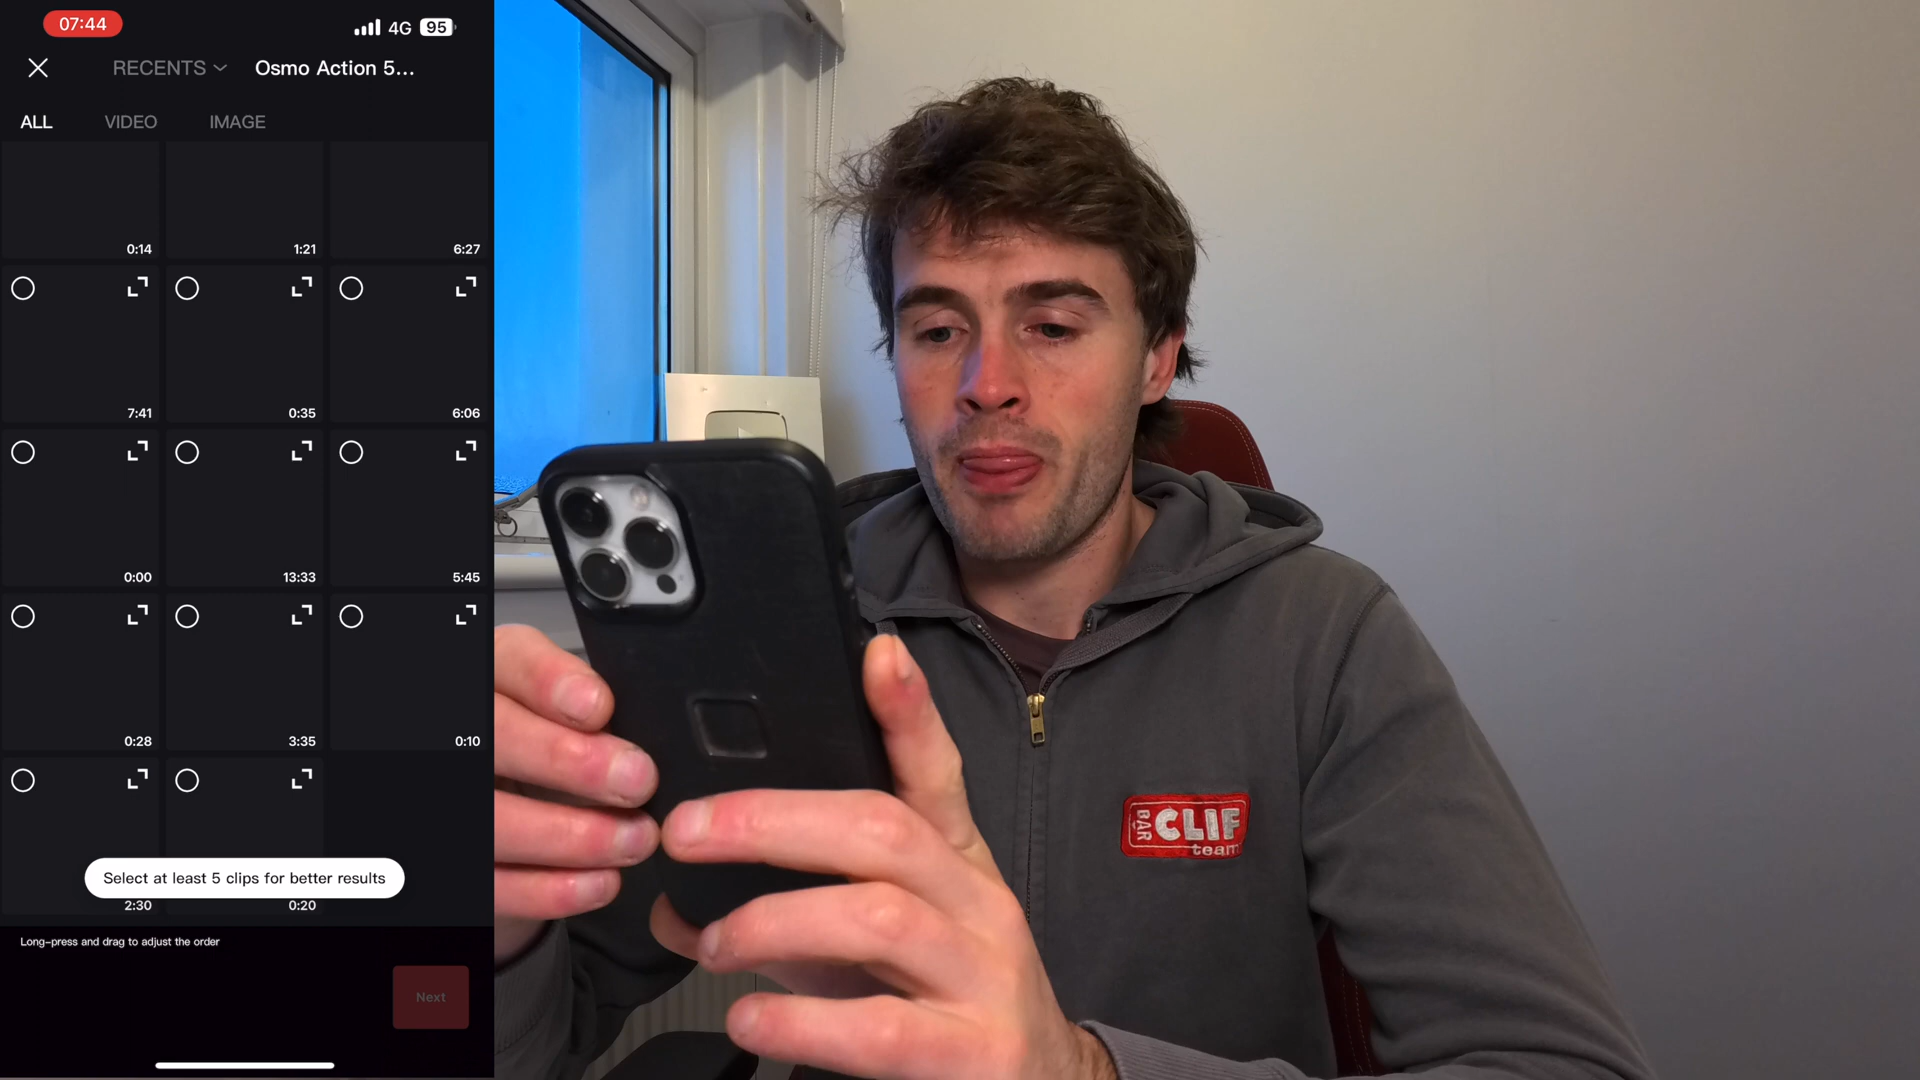 07:44
4G 95
RECENTS
Osmo Action 5...
ALL
VIDEO
IMAGE
0:14
1:21
6:27
7:41
0:35
6:06
0:00
13:33
5:45
0:28
3:35
0:10
Select at least 5 clips for better results
2:30
0:20
Long-press and drag to adjust the order
Next
BAR
CLIF
team